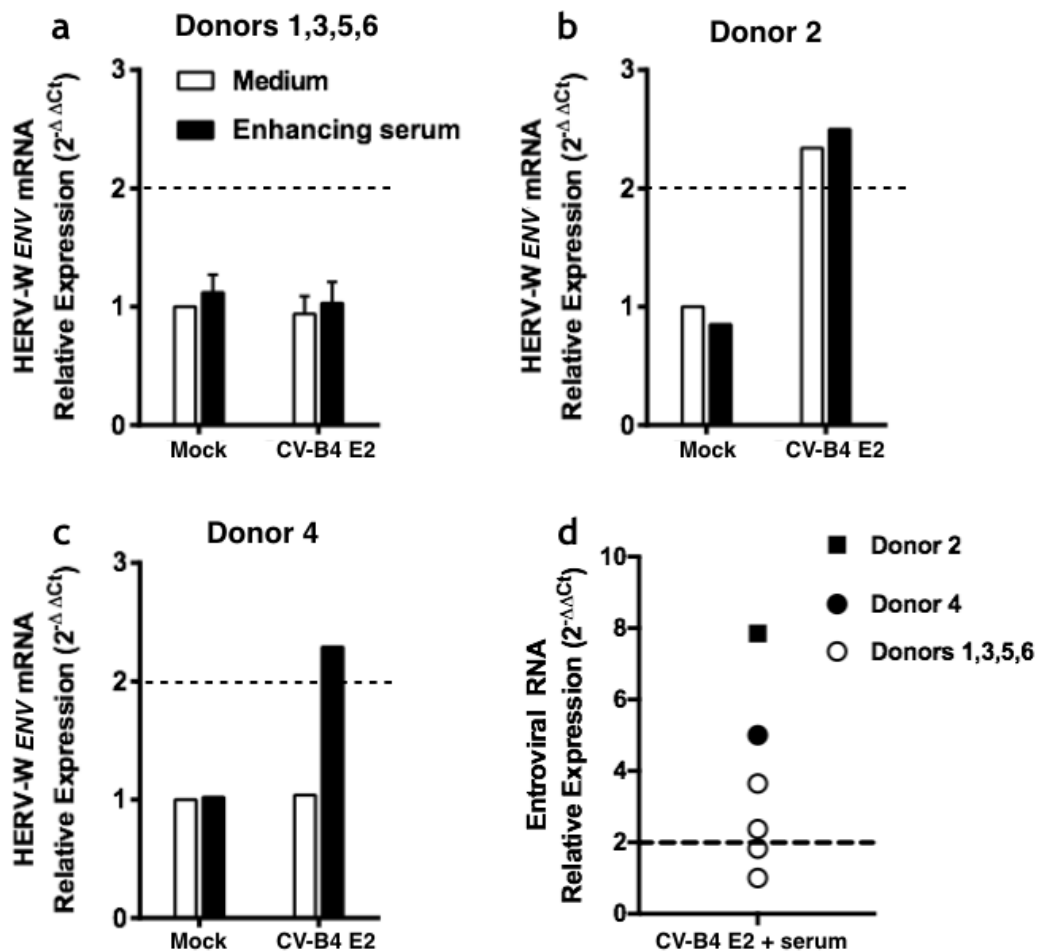 a
Donors 1,3,5,6
HERV-W ENV mRNA
Relative Expression (2-Δ ΔCt)
3
2
1
0
Medium
Enhancing serum
Mock
CV-B4 E2
b
Donor 2
HERV-W ENV mRNA
Relative Expression (2-Δ ΔCt)
3
2
1
0
Mock
CV-B4 E2
c
Donor 4
HERV-W ENV mRNA
Relative Expression (2-Δ ΔCt)
3
2
1
0
Mock
CV-B4 E2
d
Entroviral RNA
Relative Expression (2-ΔΔCt)
10
8
6
4
2
0
Donor 2
Donor 4
Donors 1,3,5,6
CV-B4 E2 + serum